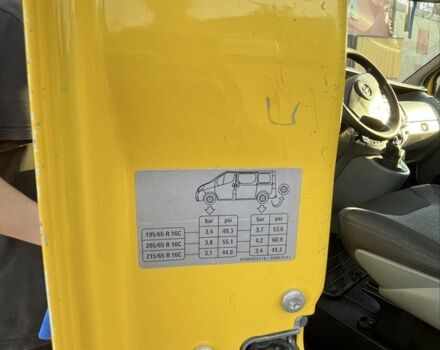 bar psi bar psi
195/65 R 16C 3,4 49,3 3,7 53,6
205/65 R 16C 3,8 55,1 4,2 60,9
215/65 R 16C 3,1 44,9 3,4 49,3